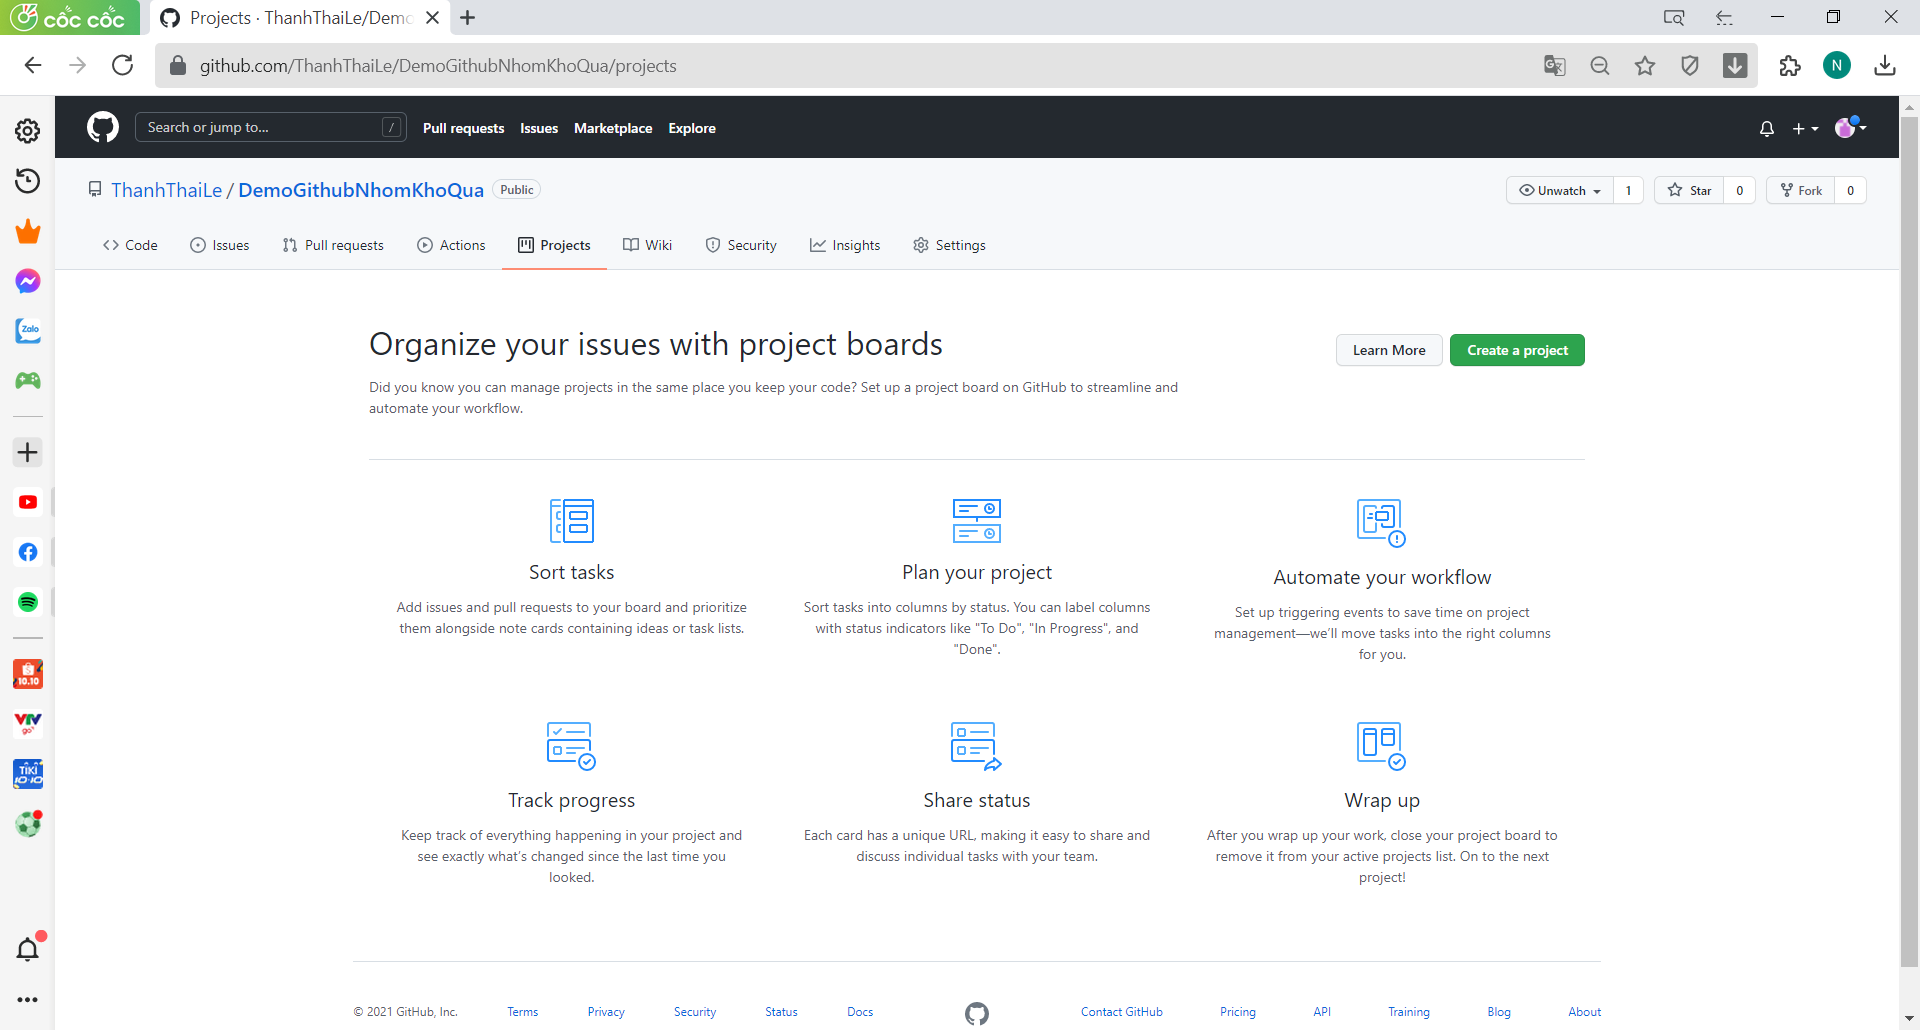 cốc cốc
Projects · ThanhThaiLe/Demo
github.com/ThanhThaiLe/DemoGithubNhomKhoQua/projects
N
Search or jump to...
/
Pull requests
Issues
Marketplace
Explore
ThanhThaiLe / DemoGithubNhomKhoQua
Public
Unwatch
1
Star
0
Fork
0
Code
Issues
Pull requests
Actions
Projects
Wiki
Security
Insights
Settings
Organize your issues with project boards
Learn More
Create a project
Did you know you can manage projects in the same place you keep your code? Set up a project board on GitHub to streamline and
automate your workflow.
Sort tasks
Add issues and pull requests to your board and prioritize
them alongside note cards containing ideas or task lists.
Plan your project
Sort tasks into columns by status. You can label columns
with status indicators like "To Do", "In Progress", and
"Done".
Automate your workflow
Set up triggering events to save time on project
management—we'll move tasks into the right columns
for you.
Track progress
Keep track of everything happening in your project and
see exactly what's changed since the last time you
looked.
Share status
Each card has a unique URL, making it easy to share and
discuss individual tasks with your team.
Wrap up
After you wrap up your work, close your project board to
remove it from your active projects list. On to the next
project!
Zalo
10.10
VTV
go
TIKI
10·10
© 2021 GitHub, Inc.
Terms
Privacy
Security
Status
Docs
Contact GitHub
Pricing
API
Training
Blog
About